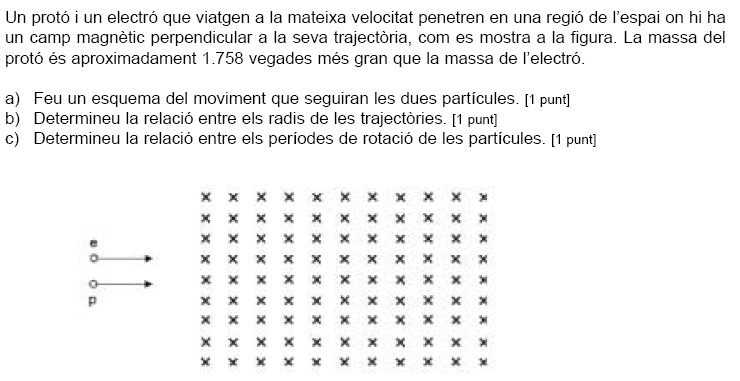 Un protó i un electró que viatgen a la mateixa velocitat penetren en una regió de l'espai on hi ha
un camp magnètic perpendicular a la seva trajectòria, com es mostra a la figura. La massa del
protó és aproximadament 1.758 vegades més gran que la massa de l'electró.
a) Feu un esquema del moviment que seguiran les dues partícules. [1 punt]
b) Determineu la relació entre els radis de les trajectòries. [1 punt]
c) Determineu la relació entre els períodes de rotació de les partícules. [1 punt]
e
p